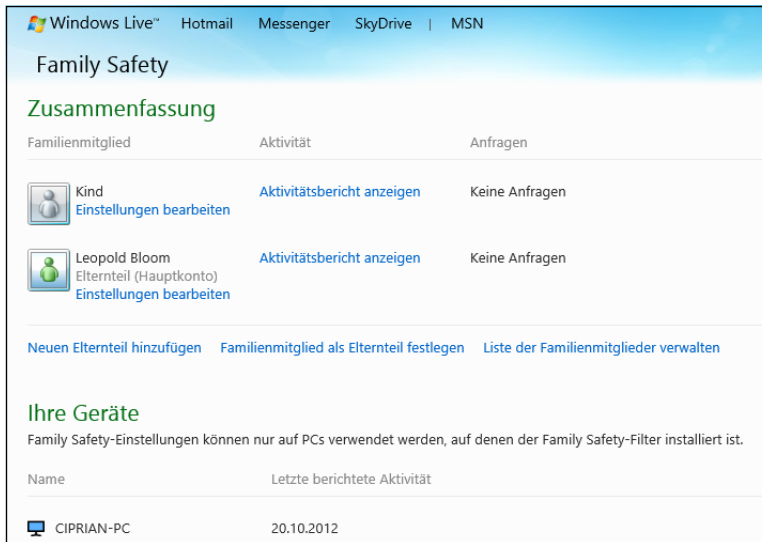 Windows Live™ Hotmail Messenger SkyDrive | MSN
Family Safety
Zusammenfassung
Familienmitglied Aktivität Anfragen
Kind Aktivitätsbericht anzeigen Keine Anfragen
Einstellungen bearbeiten
Leopold Bloom Aktivitätsbericht anzeigen Keine Anfragen
Elternteil (Hauptkonto)
Einstellungen bearbeiten
Neuen Elternteil hinzufügen Familienmitglied als Elternteil festlegen Liste der Familienmitglieder verwalten
Ihre Geräte
Family Safety-Einstellungen können nur auf PCs verwendet werden, auf denen der Family Safety-Filter installiert ist.
Name Letzte berichtete Aktivität
CIPRIAN-PC 20.10.2012